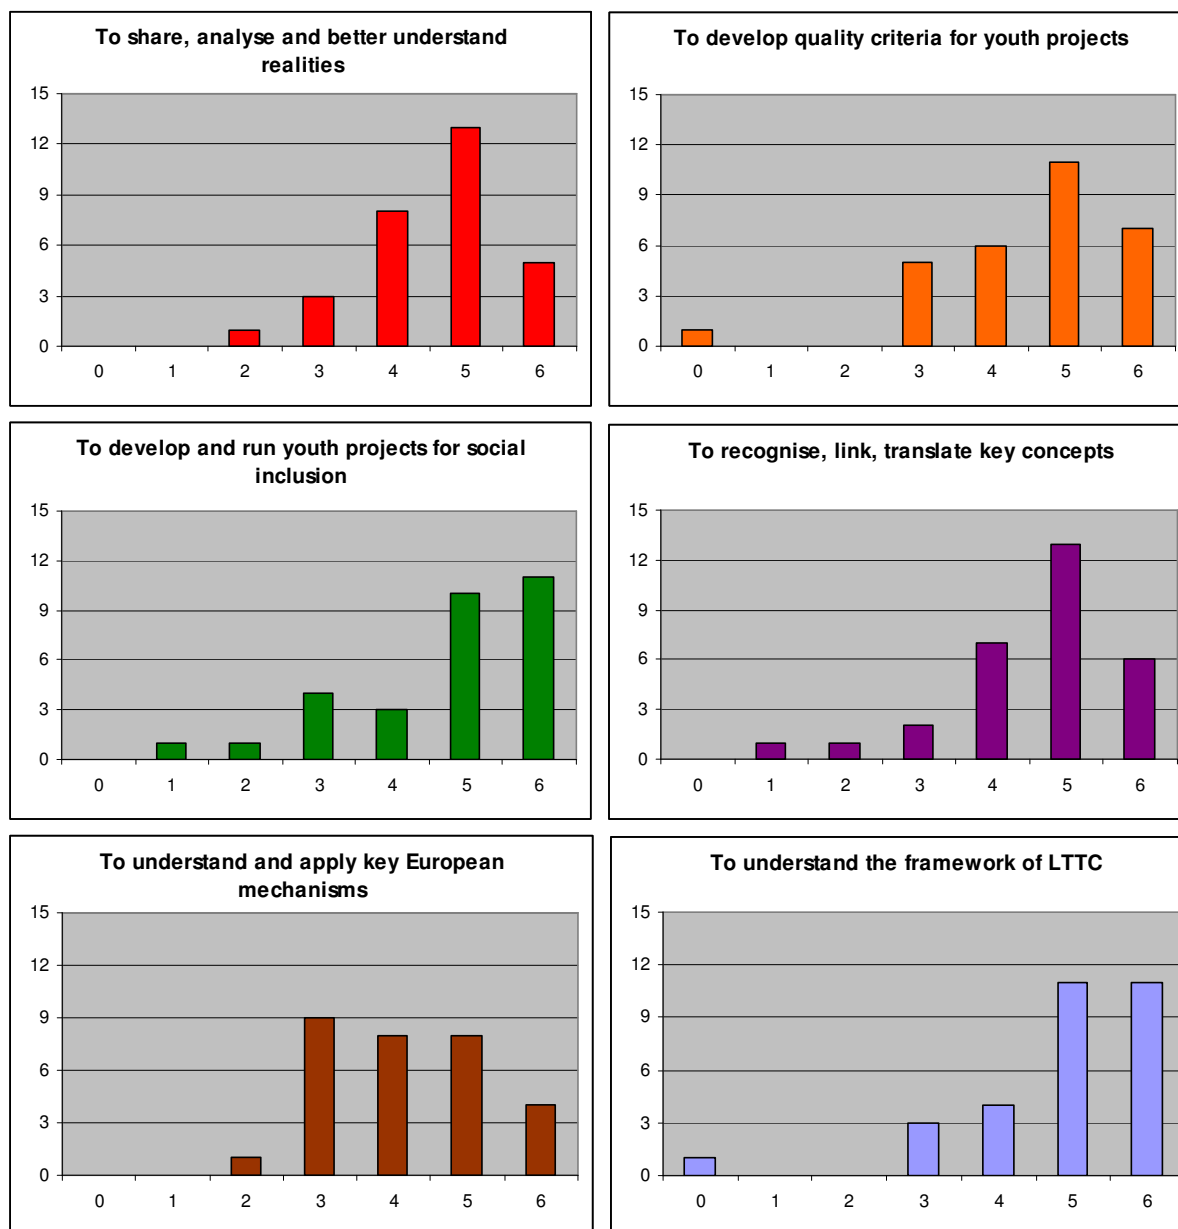 To share, analyse and better understand
realities
15
12
9
6
3
0
0 1 2 3 4 5 6
To develop quality criteria for youth projects
15
12
9
6
3
0
0 1 2 3 4 5 6
To develop and run youth projects for social
inclusion
15
12
9
6
3
0
0 1 2 3 4 5 6
To recognise, link, translate key concepts
15
12
9
6
3
0
0 1 2 3 4 5 6
To understand and apply key European
mechanisms
15
12
9
6
3
0
0 1 2 3 4 5 6
To understand the framework of LTTC
15
12
9
6
3
0
0 1 2 3 4 5 6